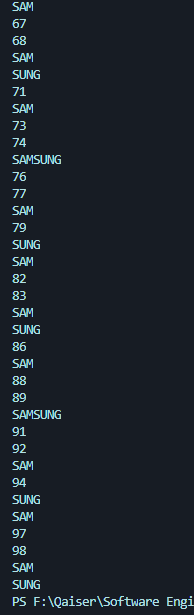 SAM
67
68
SAM
SUNG
71
SAM
73
74
SAMSUNG
76
77
SAM
79
SUNG
SAM
82
83
SAM
SUNG
86
SAM
88
89
SAMSUNG
91
92
SAM
94
SUNG
SAM
97
98
SAM
SUNG
PS F:\Qaiser\Software Engi